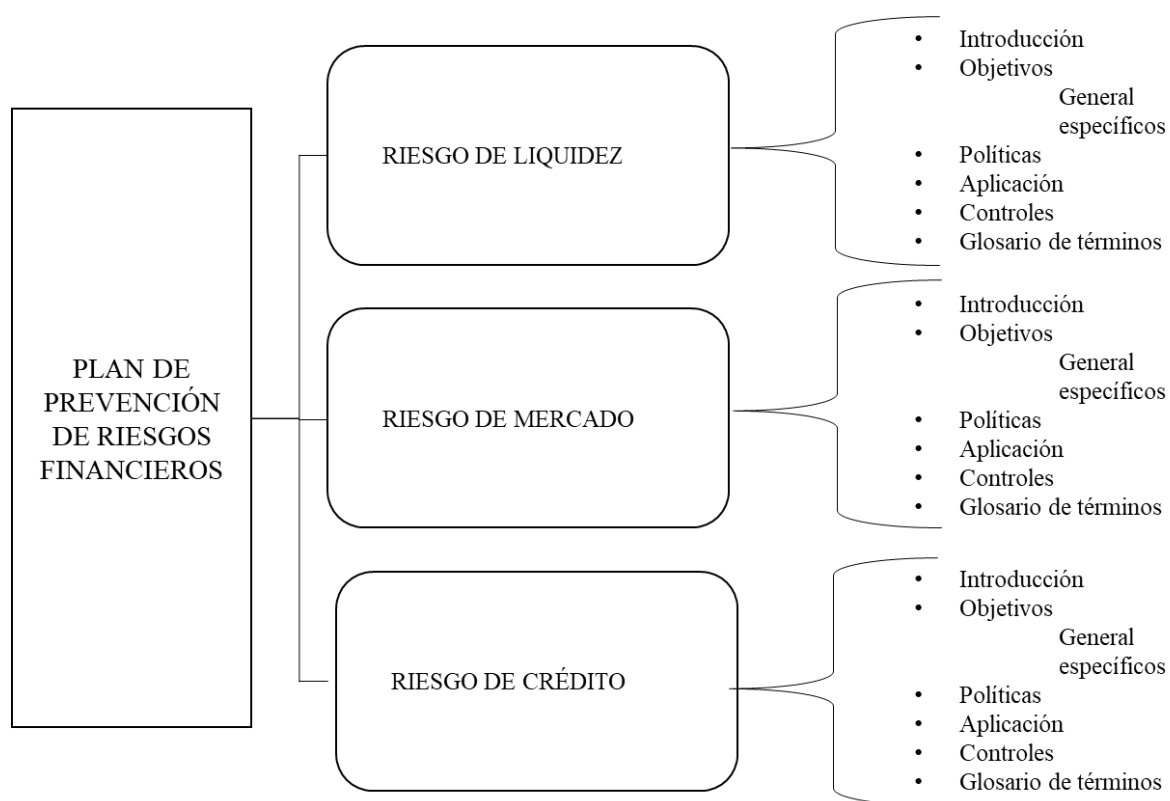 PLAN DE
PREVENCIÓN
DE RIESGOS
FINANCIEROS
RIESGO DE LIQUIDEZ
• Introducción
• Objetivos
General
específicos
• Políticas
• Aplicación
• Controles
• Glosario de términos
RIESGO DE MERCADO
• Introducción
• Objetivos
General
específicos
• Políticas
• Aplicación
• Controles
• Glosario de términos
RIESGO DE CRÉDITO
• Introducción
• Objetivos
General
específicos
• Políticas
• Aplicación
• Controles
• Glosario de términos